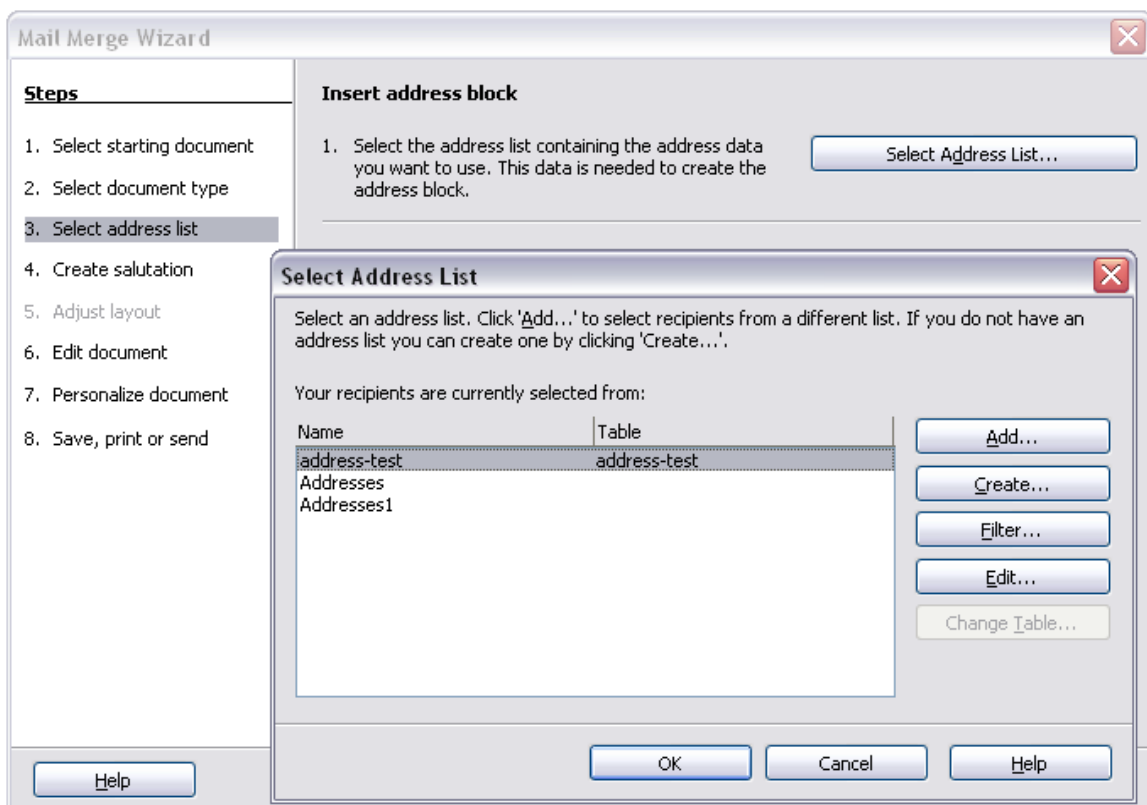 Mail Merge Wizard
Steps
1. Select starting document
2. Select document type
3. Select address list
4. Create salutation
5. Adjust layout
6. Edit document
7. Personalize document
8. Save, print or send
Help
Insert address block
1. Select the address list containing the address data
you want to use. This data is needed to create the
address block.
Select Address List...
Select Address List
Select an address list. Click 'Add...' to select recipients from a different list. If you do not have an
address list you can create one by clicking 'Create...'.
Your recipients are currently selected from:
Name Table
address-test address-test
Addresses
Addresses1
Add...
Create...
Filter...
Edit...
Change Table...
OK Cancel Help